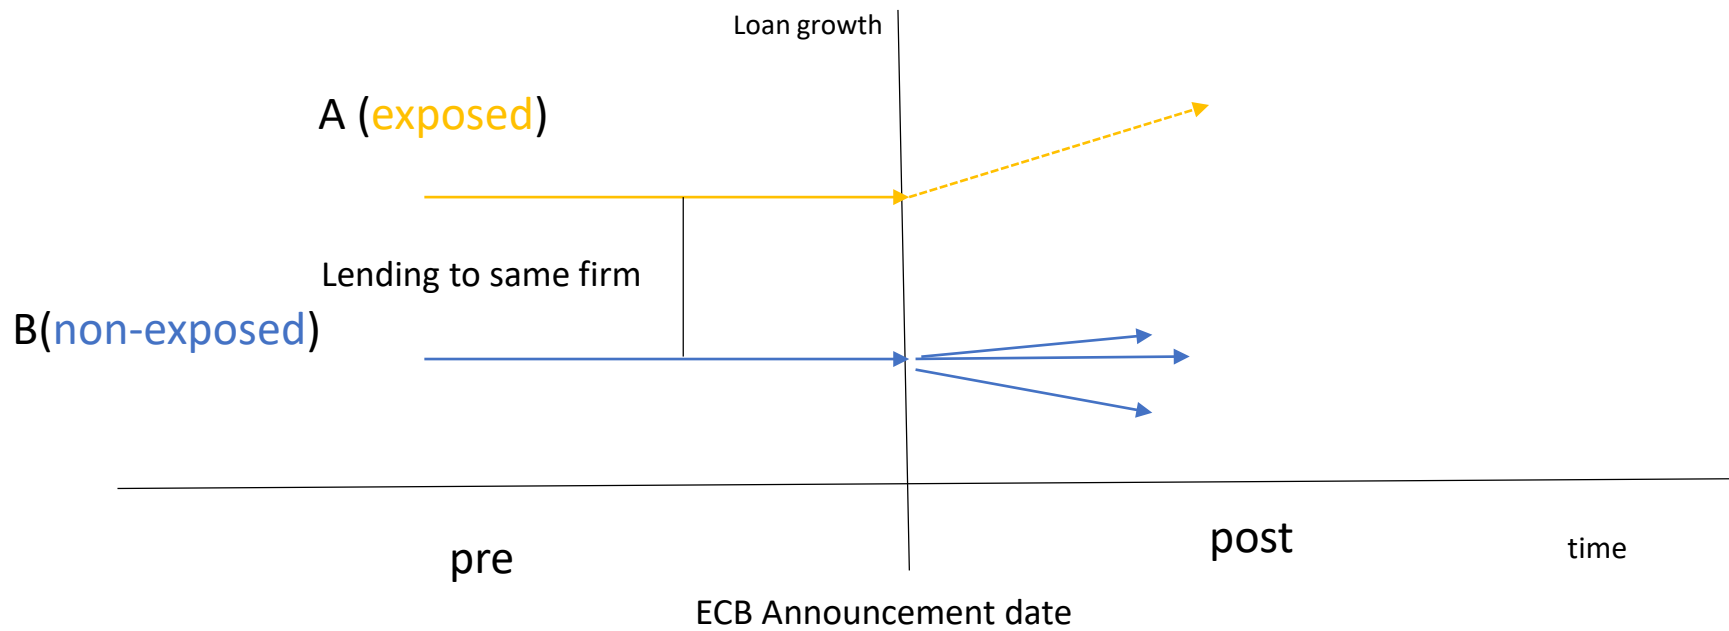 Loan growth
A (exposed)
Lending to same firm
B(non-exposed)
pre
post
time
ECB Announcement date